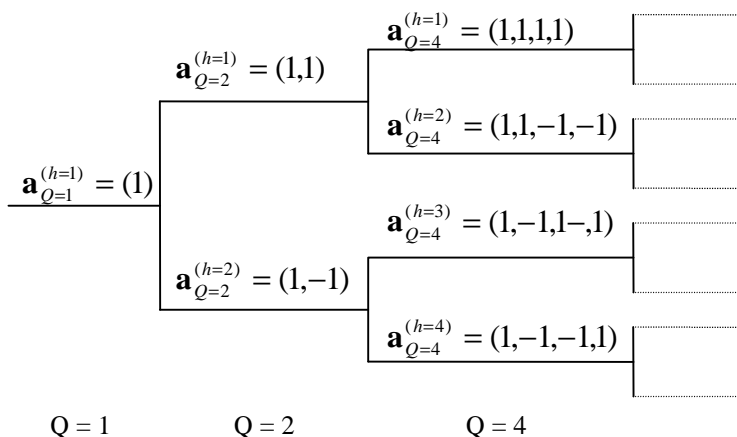 a_{Q=4}^{(h=1)} = (1,1,1,1)
a_{Q=2}^{(h=1)} = (1,1)
a_{Q=4}^{(h=2)} = (1,1,−1,−1)
a_{Q=1}^{(h=1)} = (1)
a_{Q=4}^{(h=3)} = (1,−1,1−,1)
a_{Q=2}^{(h=2)} = (1,−1)
a_{Q=4}^{(h=4)} = (1,−1,−1,1)
Q = 1 Q = 2 Q = 4